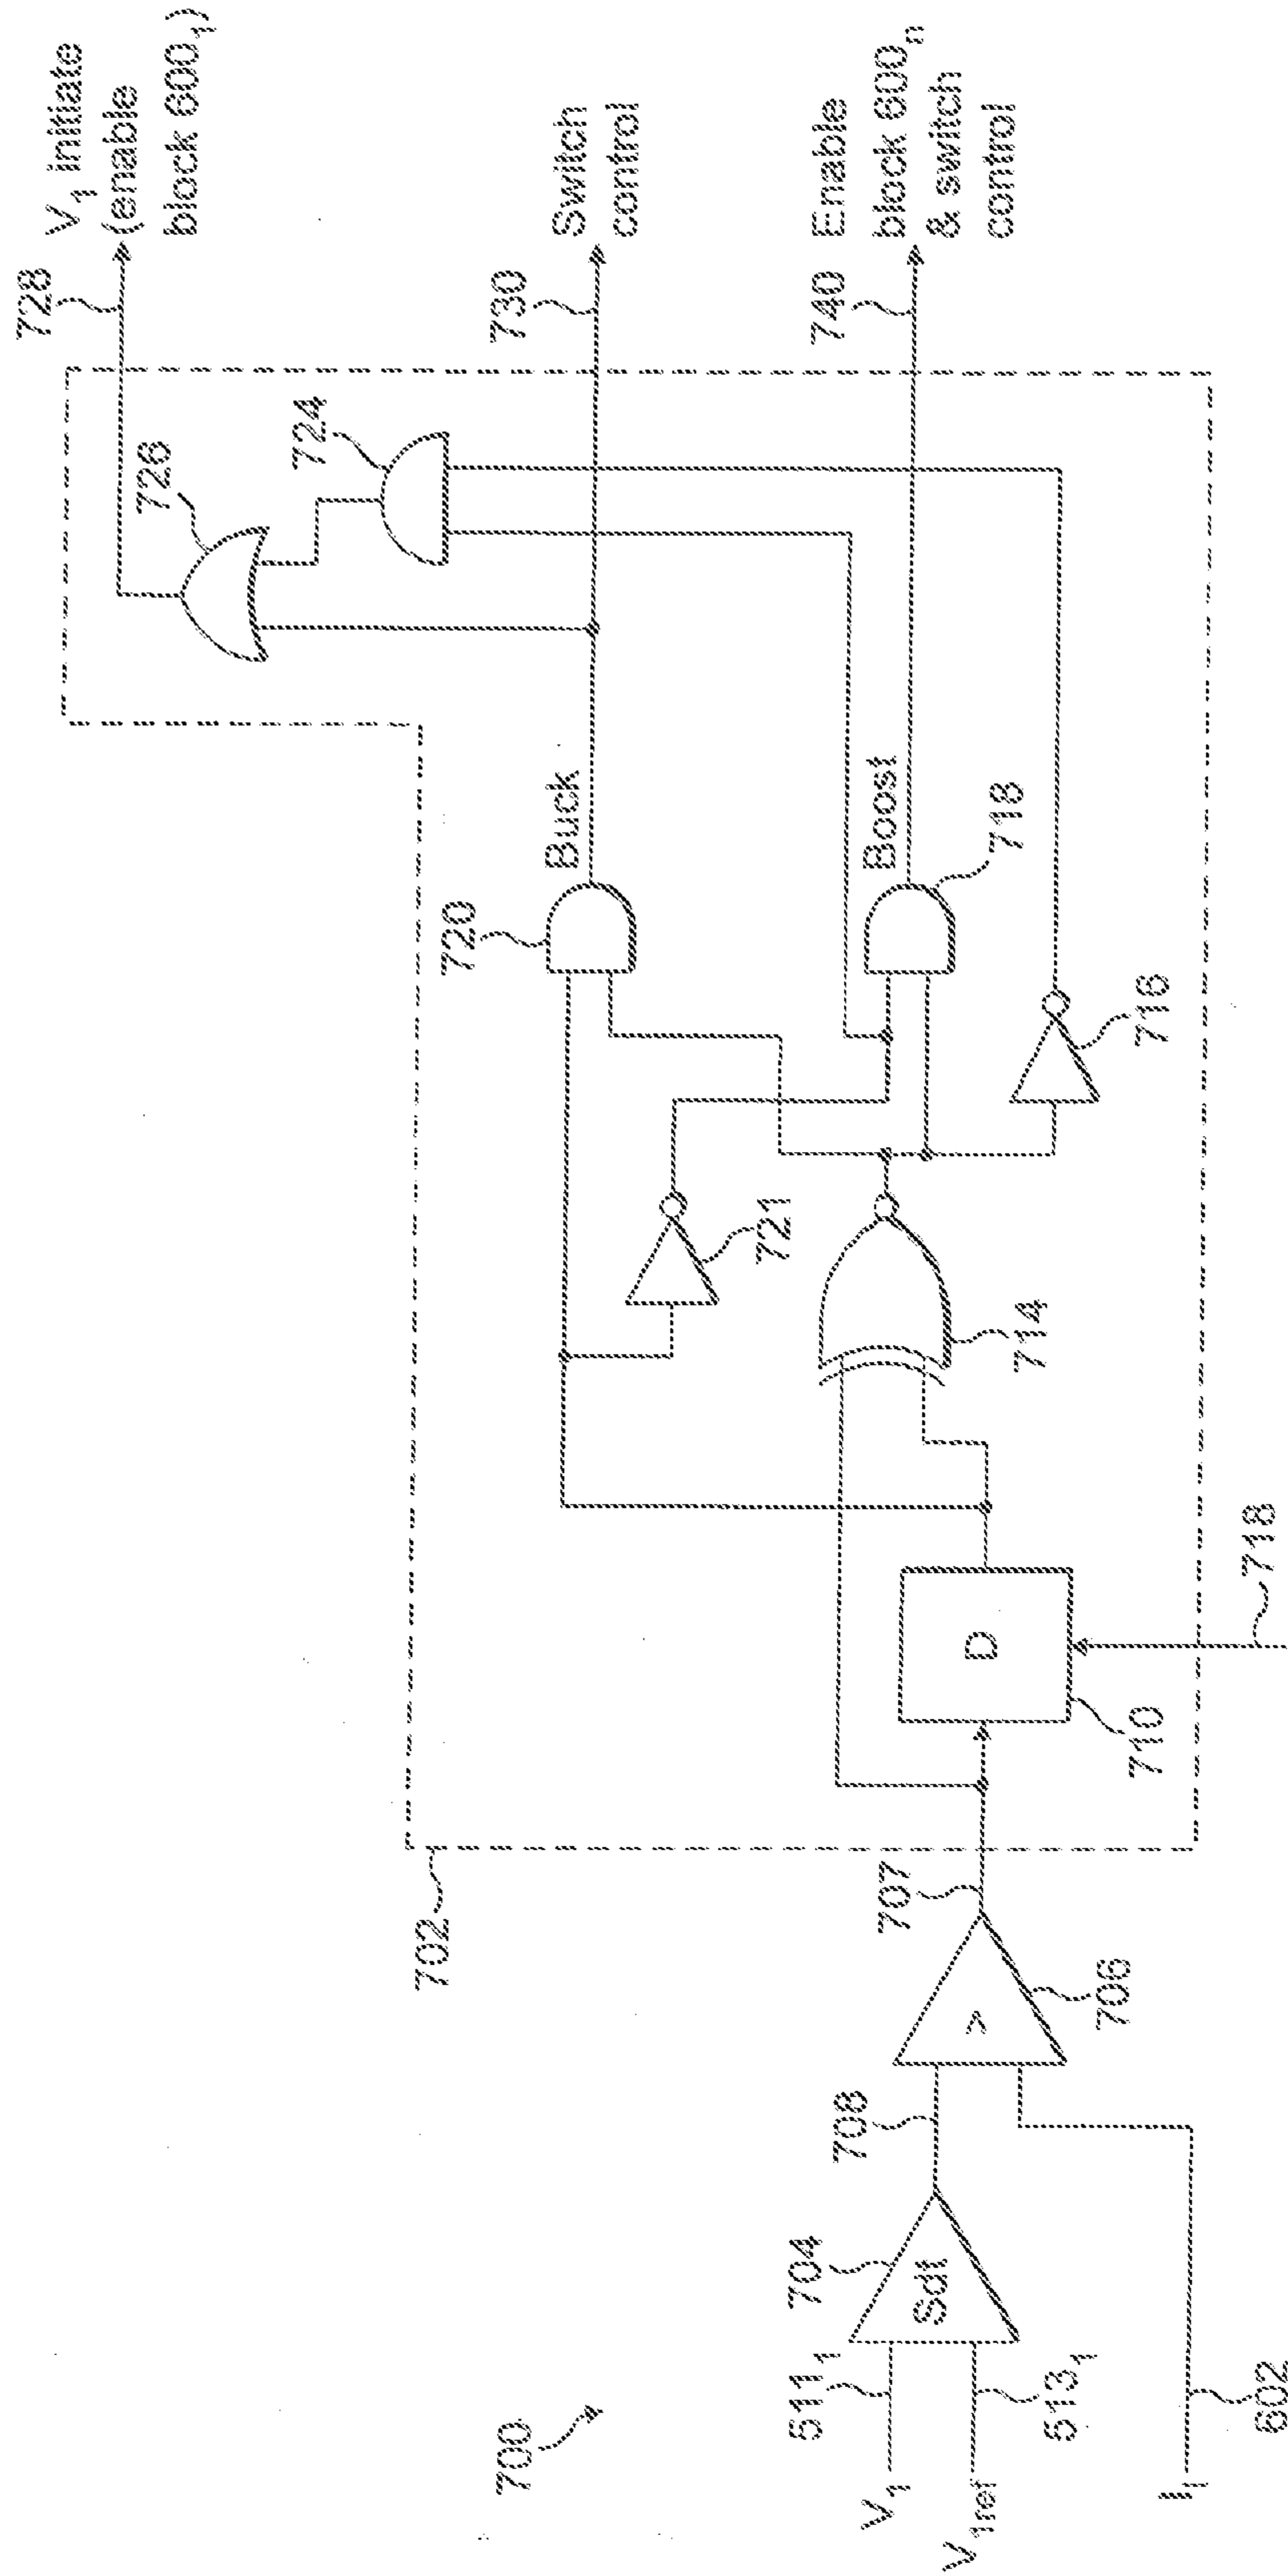 700
V1
V1ref
I1
511₁
513₁
602
704
Sdt
708
706
>
707
702
710
D
718
714
721
716
720
Buck
Boost
718
726
724
728
V1 initiate
(enable
block 600₁)
730
Switch
control
740
Enable
block 600n
& switch
control